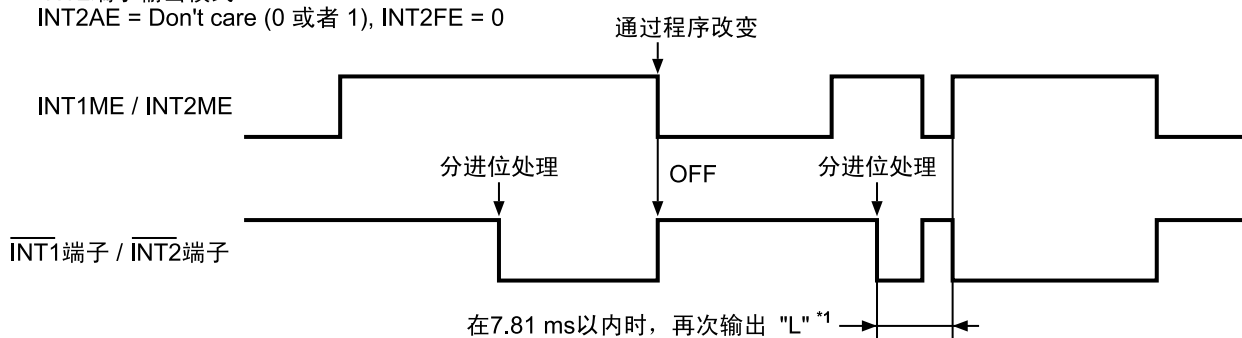 INT2AE = Don't care (0 或者 1), INT2FE = 0
通过程序改变
INT1ME / INT2ME
分进位处理
OFF
分进位处理
INT1端子 / INT2端子
在7.81 ms以内时，再次输出 "L" *1